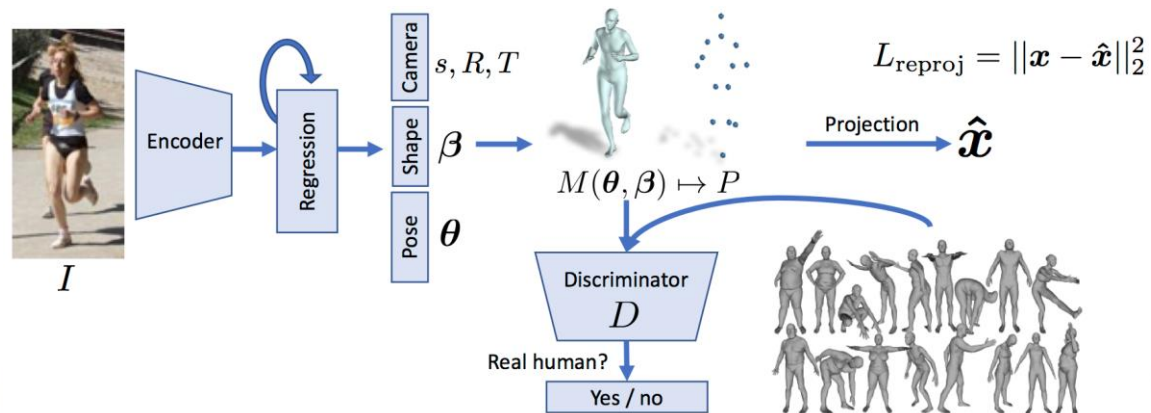 I
Encoder
Regression
Camera
s, R, T
Shape
β
Pose
θ
M(θ, β) ↦ P
L_reproj = ||x − x̂||₂²
Projection
x̂
Discriminator
D
Real human?
Yes / no